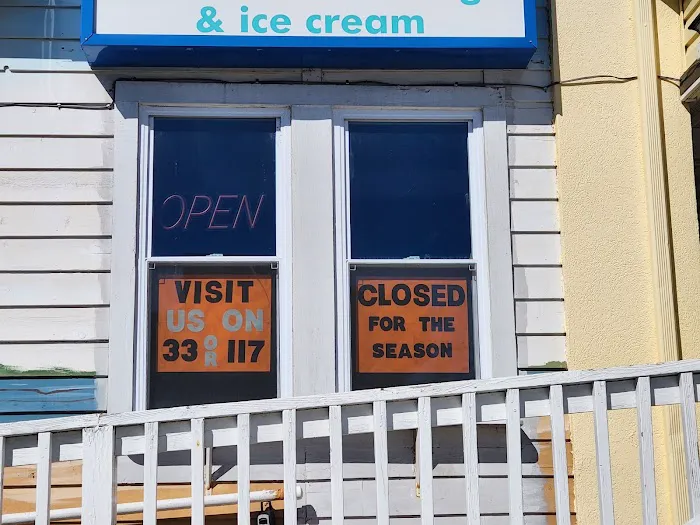 & ice cream
OPEN
VISIT
US ON
33 OR 117
CLOSED
FOR THE
SEASON